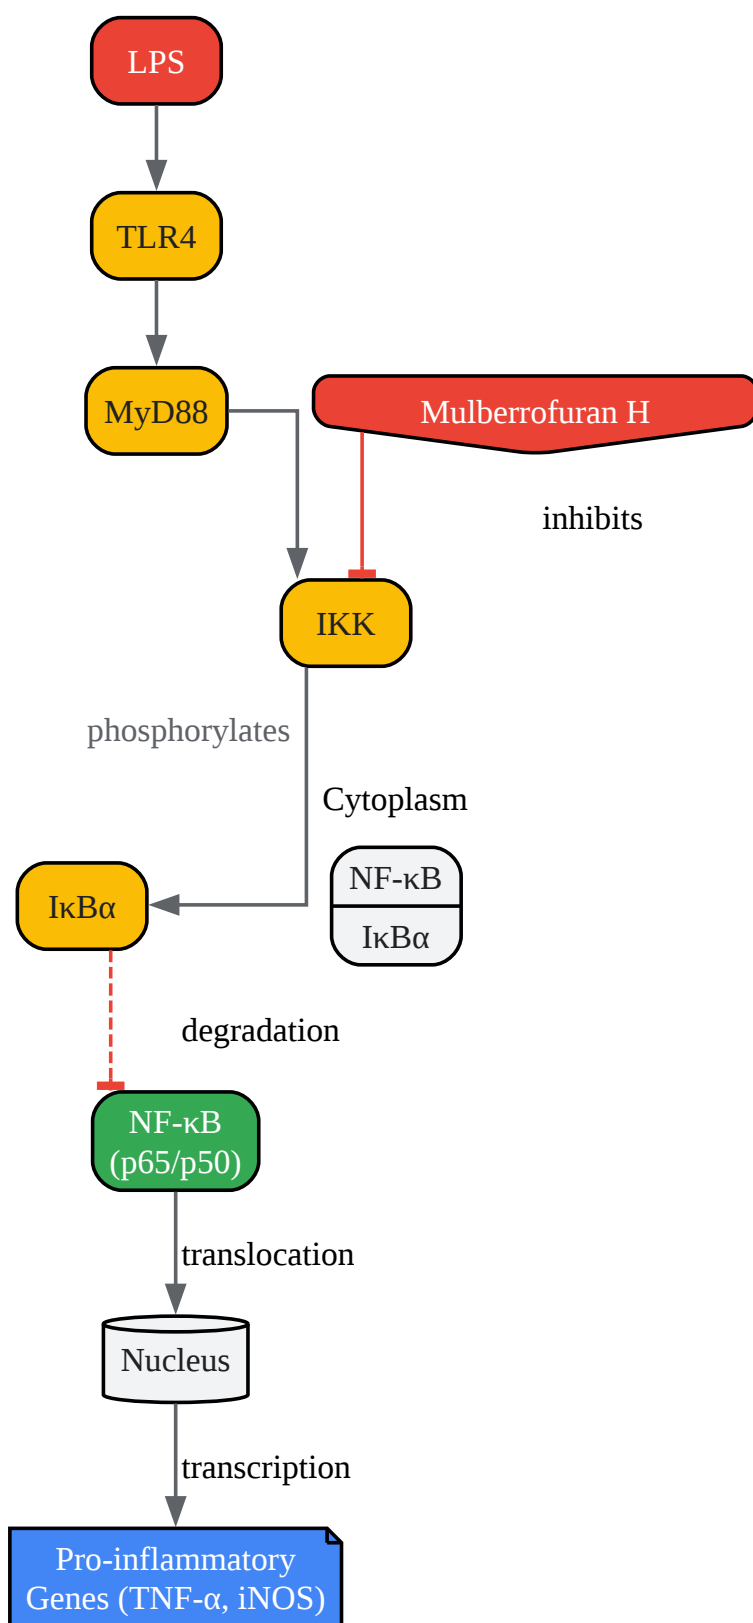 LPS
TLR4
MyD88
Mulberrofuran H
inhibits
IKK
phosphorylates
Cytoplasm
NF-κB
IκBα
IκBα
degradation
NF-κB
(p65/p50)
translocation
Nucleus
transcription
Pro-inflammatory
Genes (TNF-α, iNOS)